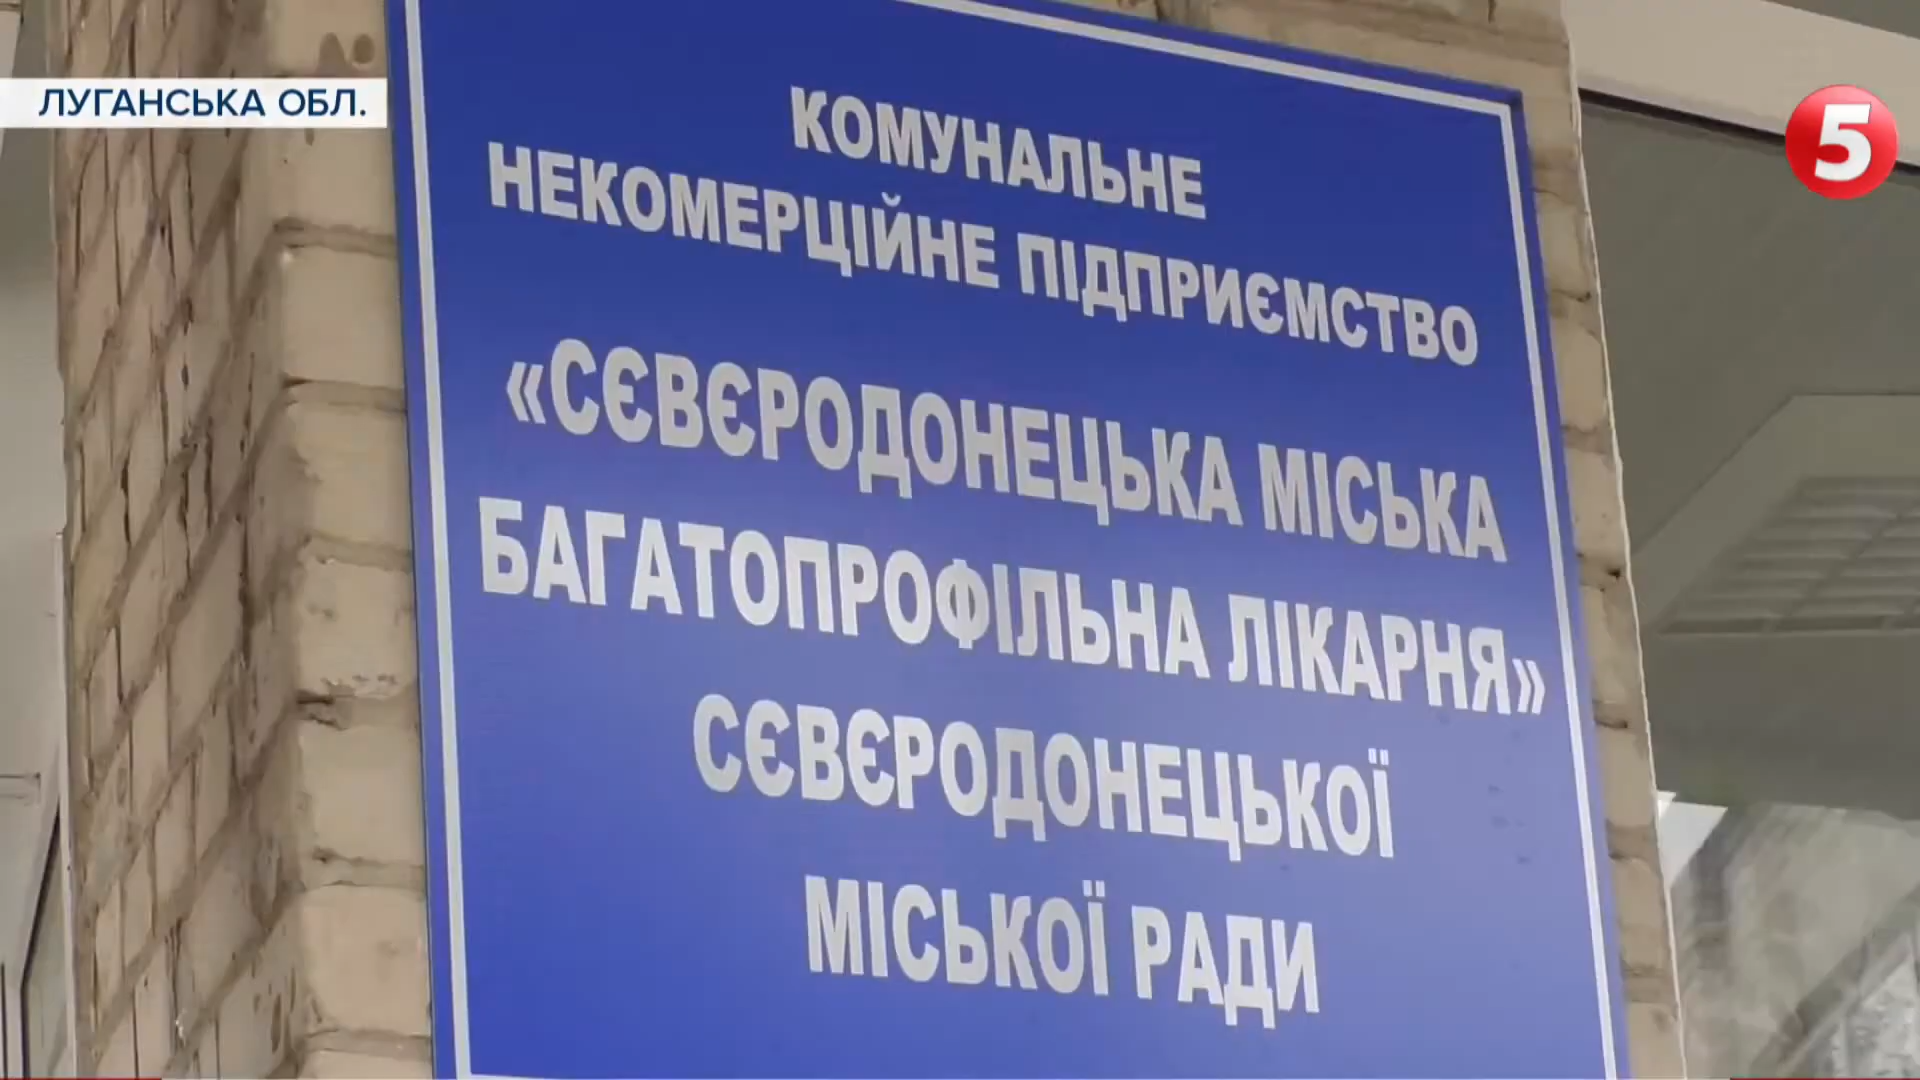 ЛУГАНСЬКА ОБЛ.
5
КОМУНАЛЬНЕ
НЕКОМЕРЦІЙНЕ ПІДПРИЄМСТВО
«СЄВЄРОДОНЕЦЬКА МІСЬКА
БАГАТОПРОФІЛЬНА ЛІКАРНЯ»
СЄВЄРОДОНЕЦЬКОЇ
МІСЬКОЇ РАДИ